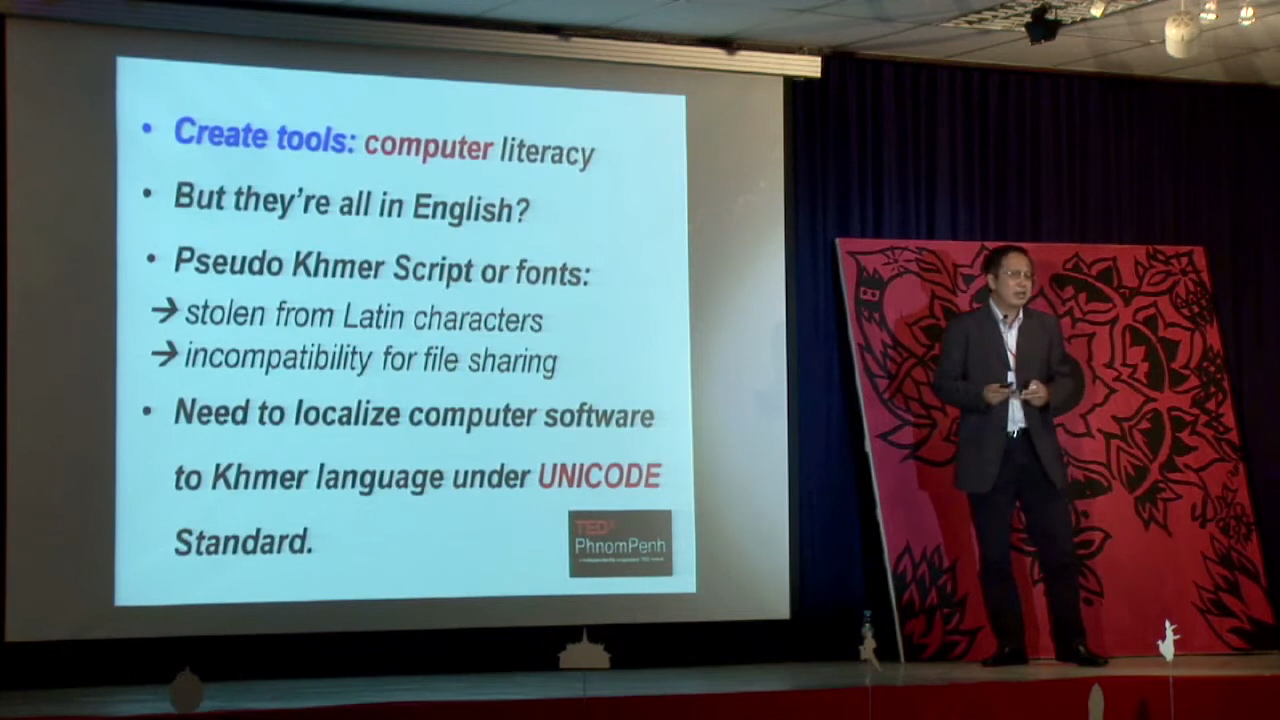 • Create tools: computer literacy
• But they're all in English?
• Pseudo Khmer Script or fonts:
→ stolen from Latin characters
→ incompatibility for file sharing
• Need to localize computer software
to Khmer language under UNICODE
Standard.
TEDx
PhnomPenh